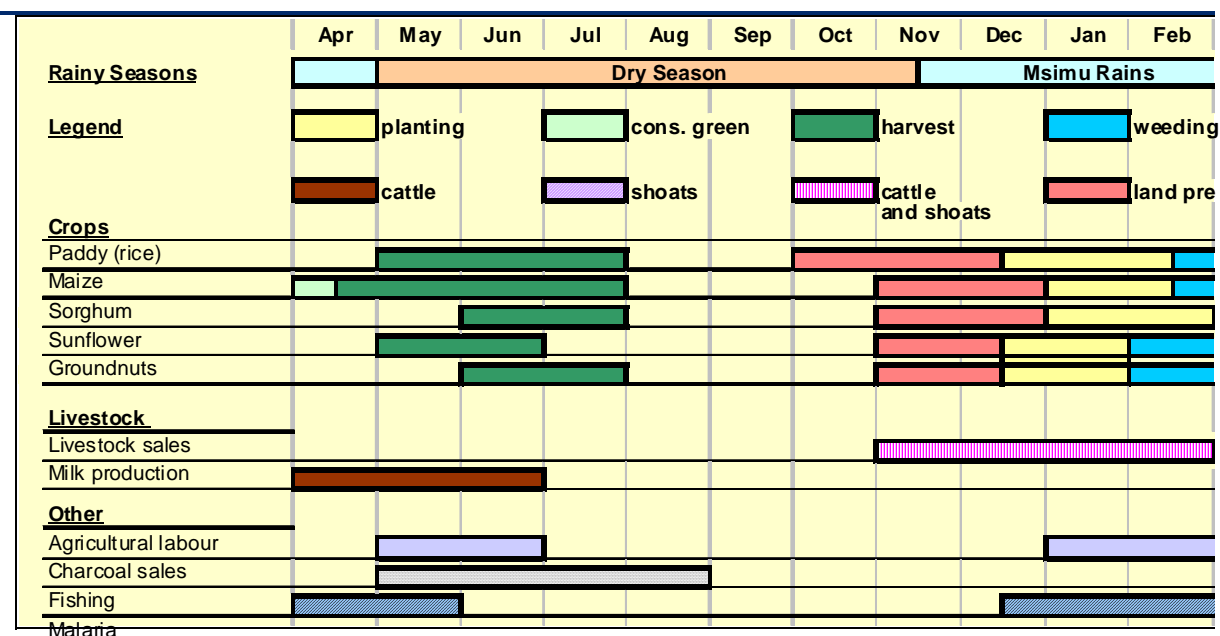 Apr May Jun Jul Aug Sep Oct Nov Dec Jan Feb
Rainy Seasons Dry Season Msimu Rains
Legend planting cons. green harvest weeding
cattle shoats cattle land pre
and shoats
Crops
Paddy (rice)
Maize
Sorghum
Sunflower
Groundnuts
Livestock
Livestock sales
Milk production
Other
Agricultural labour
Charcoal sales
Fishing
Malaria